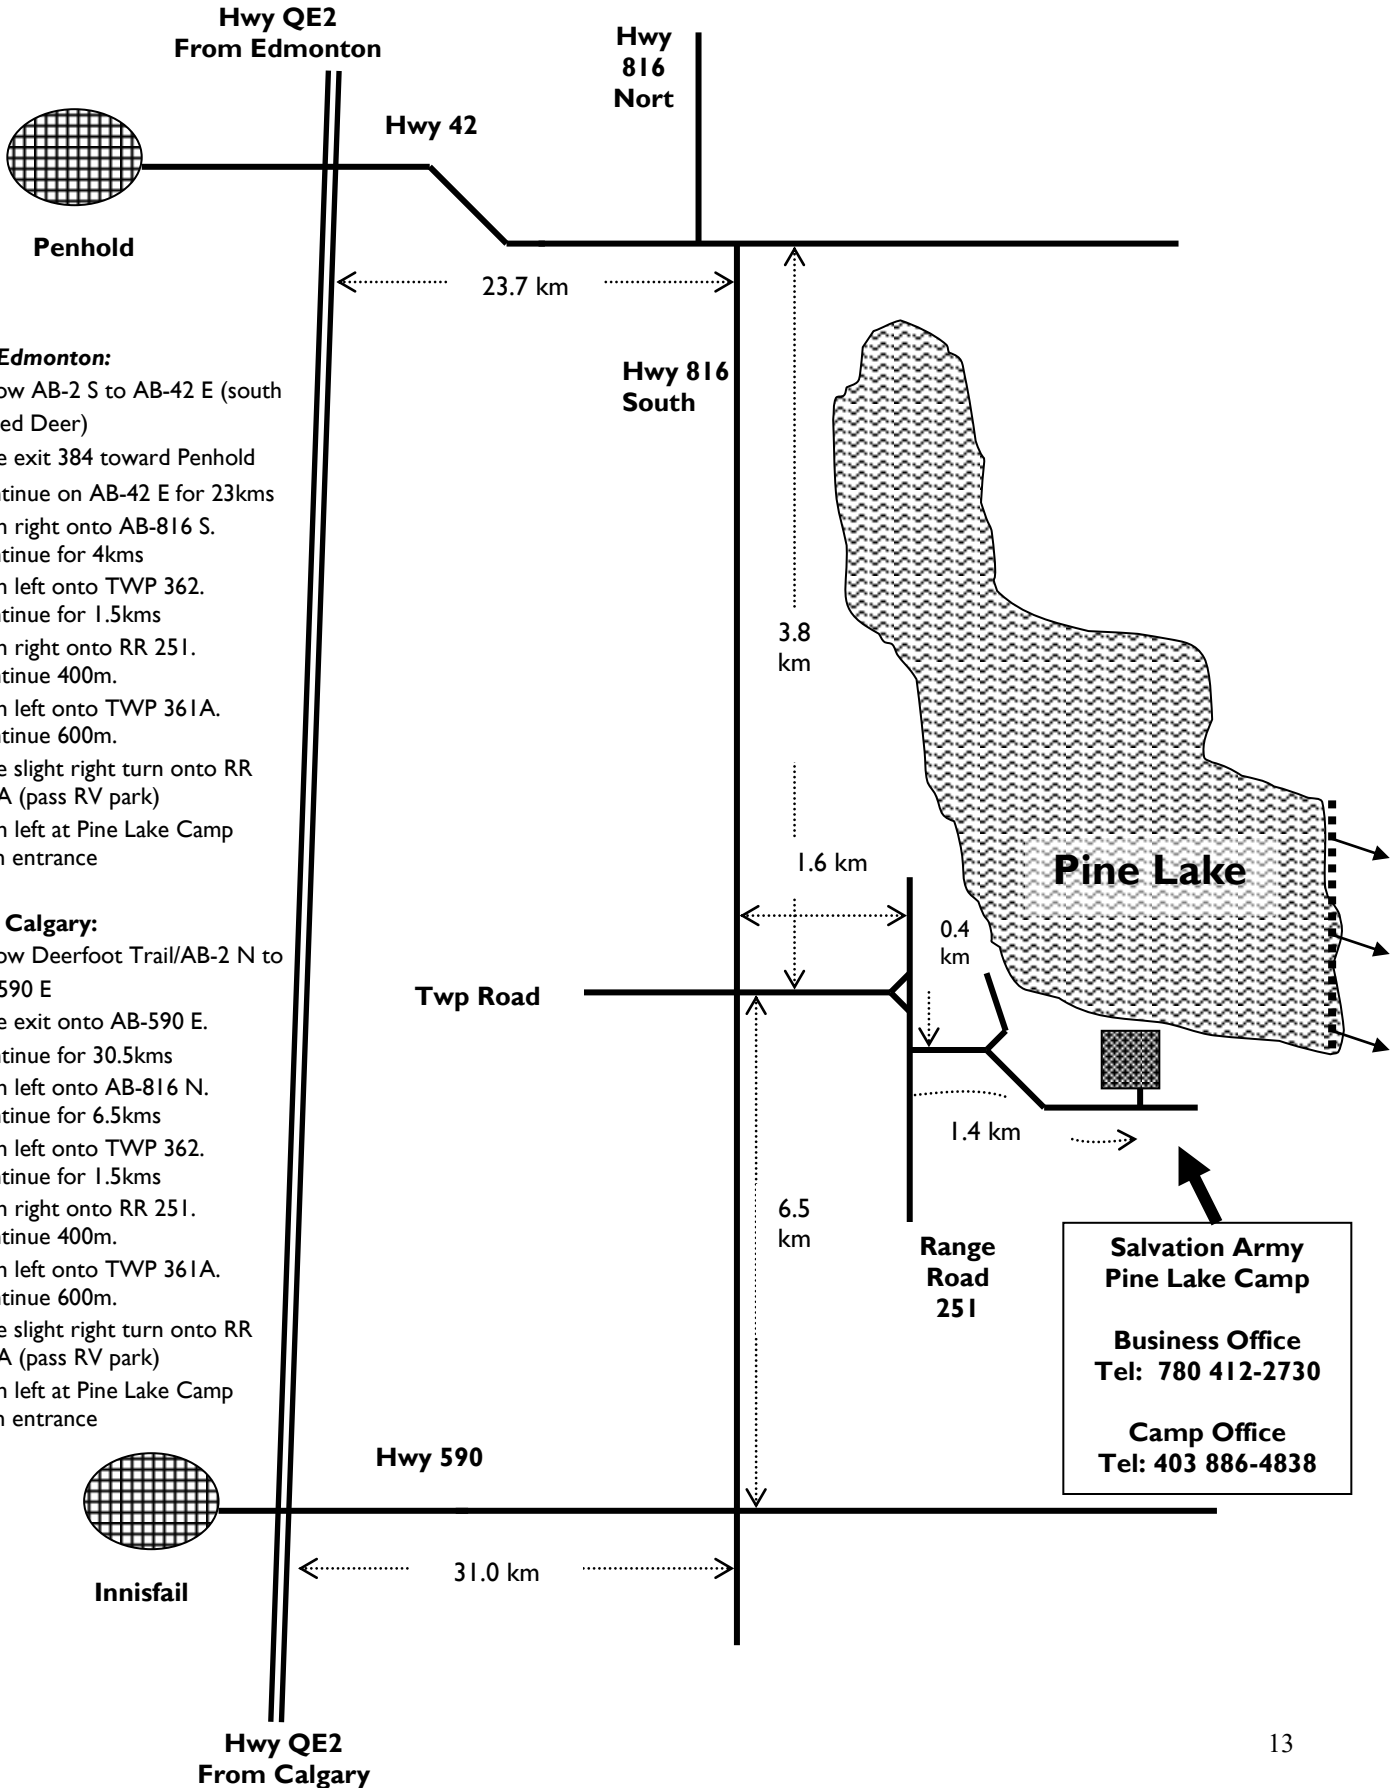 Hwy QE2
From Edmonton
Hwy
816
Nort
Hwy 42
Penhold
23.7 km
Hwy 816
South
Edmonton:
ow AB-2 S to AB-42 E (south
ed Deer)
e exit 384 toward Penhold
tinue on AB-42 E for 23kms
n right onto AB-816 S.
tinue for 4kms
n left onto TWP 362.
tinue for 1.5kms
n right onto RR 251.
tinue 400m.
n left onto TWP 361A.
tinue 600m.
e slight right turn onto RR
A (pass RV park)
n left at Pine Lake Camp
n entrance
Calgary:
ow Deerfoot Trail/AB-2 N to
590 E
e exit onto AB-590 E.
tinue for 30.5kms
n left onto AB-816 N.
tinue for 6.5kms
n left onto TWP 362.
tinue for 1.5kms
n right onto RR 251.
tinue 400m.
n left onto TWP 361A.
tinue 600m.
e slight right turn onto RR
A (pass RV park)
n left at Pine Lake Camp
n entrance
3.8
km
Pine Lake
1.6 km
0.4
km
Twp Road
1.4 km
6.5
km
Range
Road
251
Salvation Army
Pine Lake Camp
Business Office
Tel: 780 412-2730
Camp Office
Tel: 403 886-4838
Hwy 590
31.0 km
Innisfail
Hwy QE2
From Calgary
13